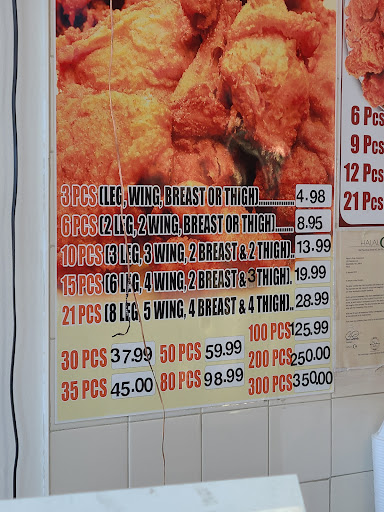 3 PCS (LEG, WING, BREAST OR THIGH)........... 4.98
6 PCS (2 LEG, 2 WING, BREAST OR THIGH)...... 8.95
10 PCS (3 LEG, 3 WING, 2 BREAST & 2 THIGH). 13.99
15 PCS (6 LEG, 4 WING, 2 BREAST & 3 THIGH). 19.99
21 PCS (8 LEG, 5 WING, 4 BREAST & 4 THIGH).. 28.99
30 PCS 37.99
35 PCS 45.00
50 PCS 59.99
80 PCS 98.99
100 PCS 125.99
200 PCS 250.00
300 PCS 350.00
6 Pcs
9 Pcs
12 Pcs
21 Pcs
HALAL